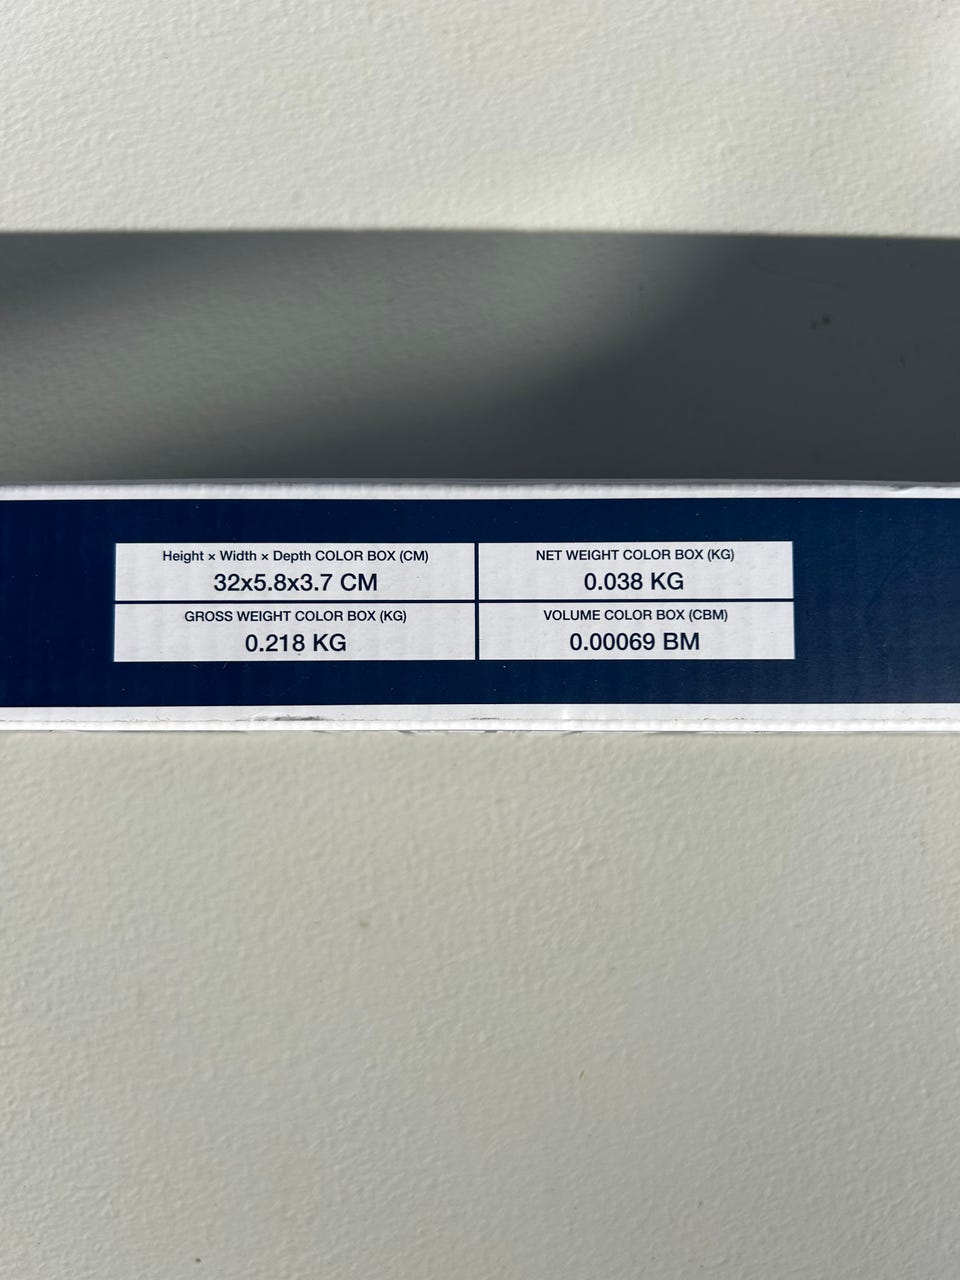 Height × Width × Depth COLOR BOX (CM)
32x5.8x3.7 CM
NET WEIGHT COLOR BOX (KG)
0.038 KG
GROSS WEIGHT COLOR BOX (KG)
0.218 KG
VOLUME COLOR BOX (CBM)
0.00069 BM